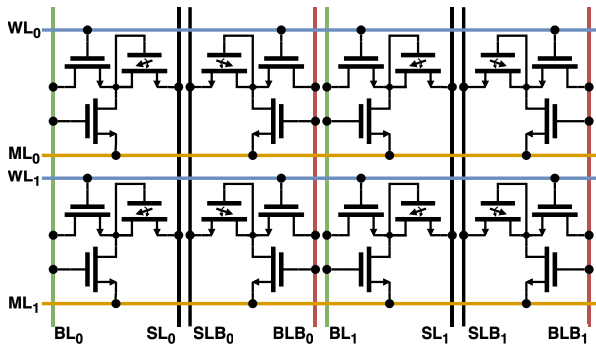 WL₀
ML₀
WL₁
ML₁
BL₀ SL₀ SLB₀ BLB₀ BL₁ SL₁ SLB₁ BLB₁